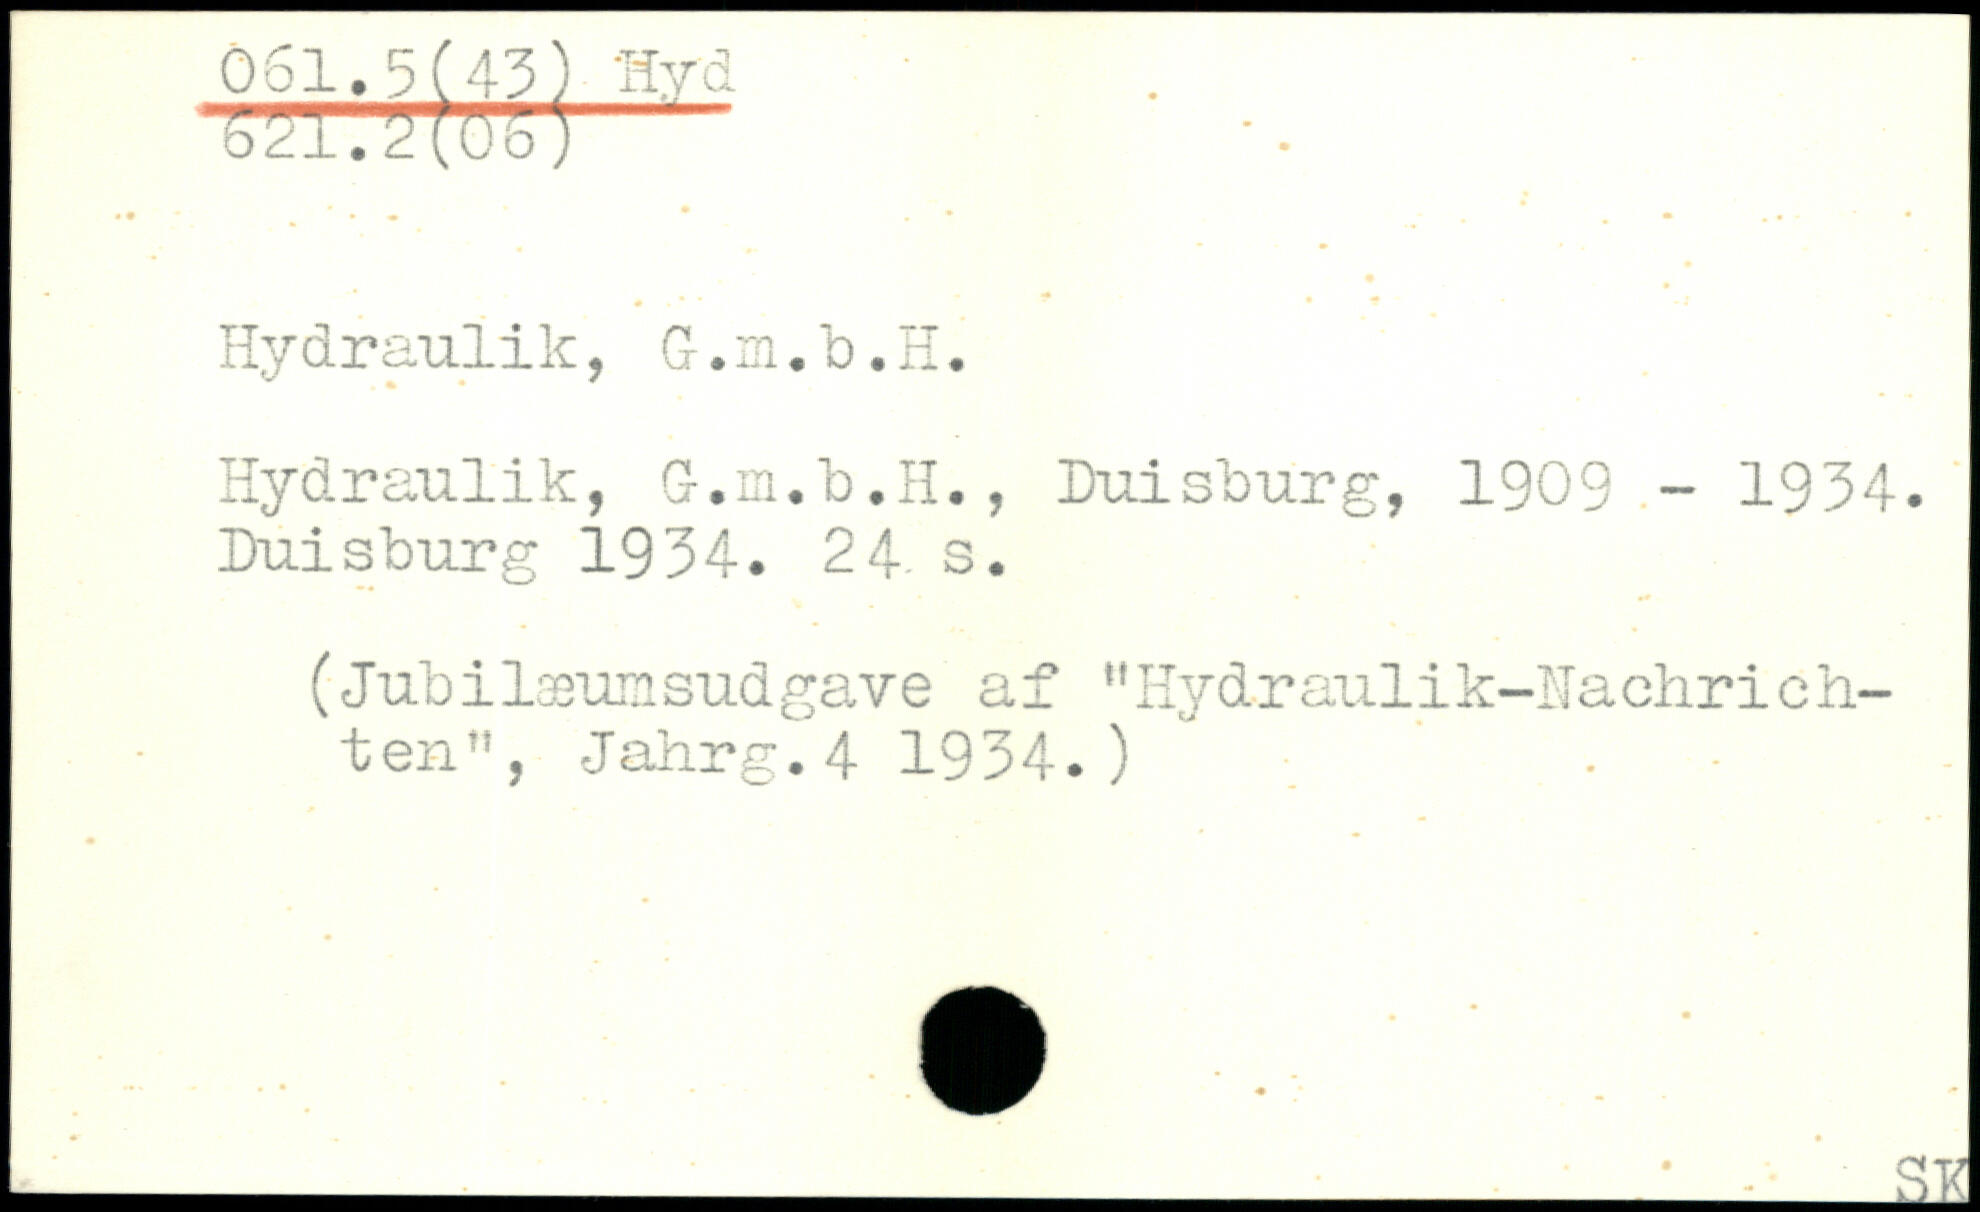 061.5(43) Hyd
621.2(06)
Hydraulik, G.m.b.H.
Hydraulik, G.m.b.H., Duisburg, 1909 - 1934.
Duisburg 1934. 24 s.
(Jubilæumsudgave af "Hydraulik-Nachrich-
ten", Jahrg.4 1934.)
SK